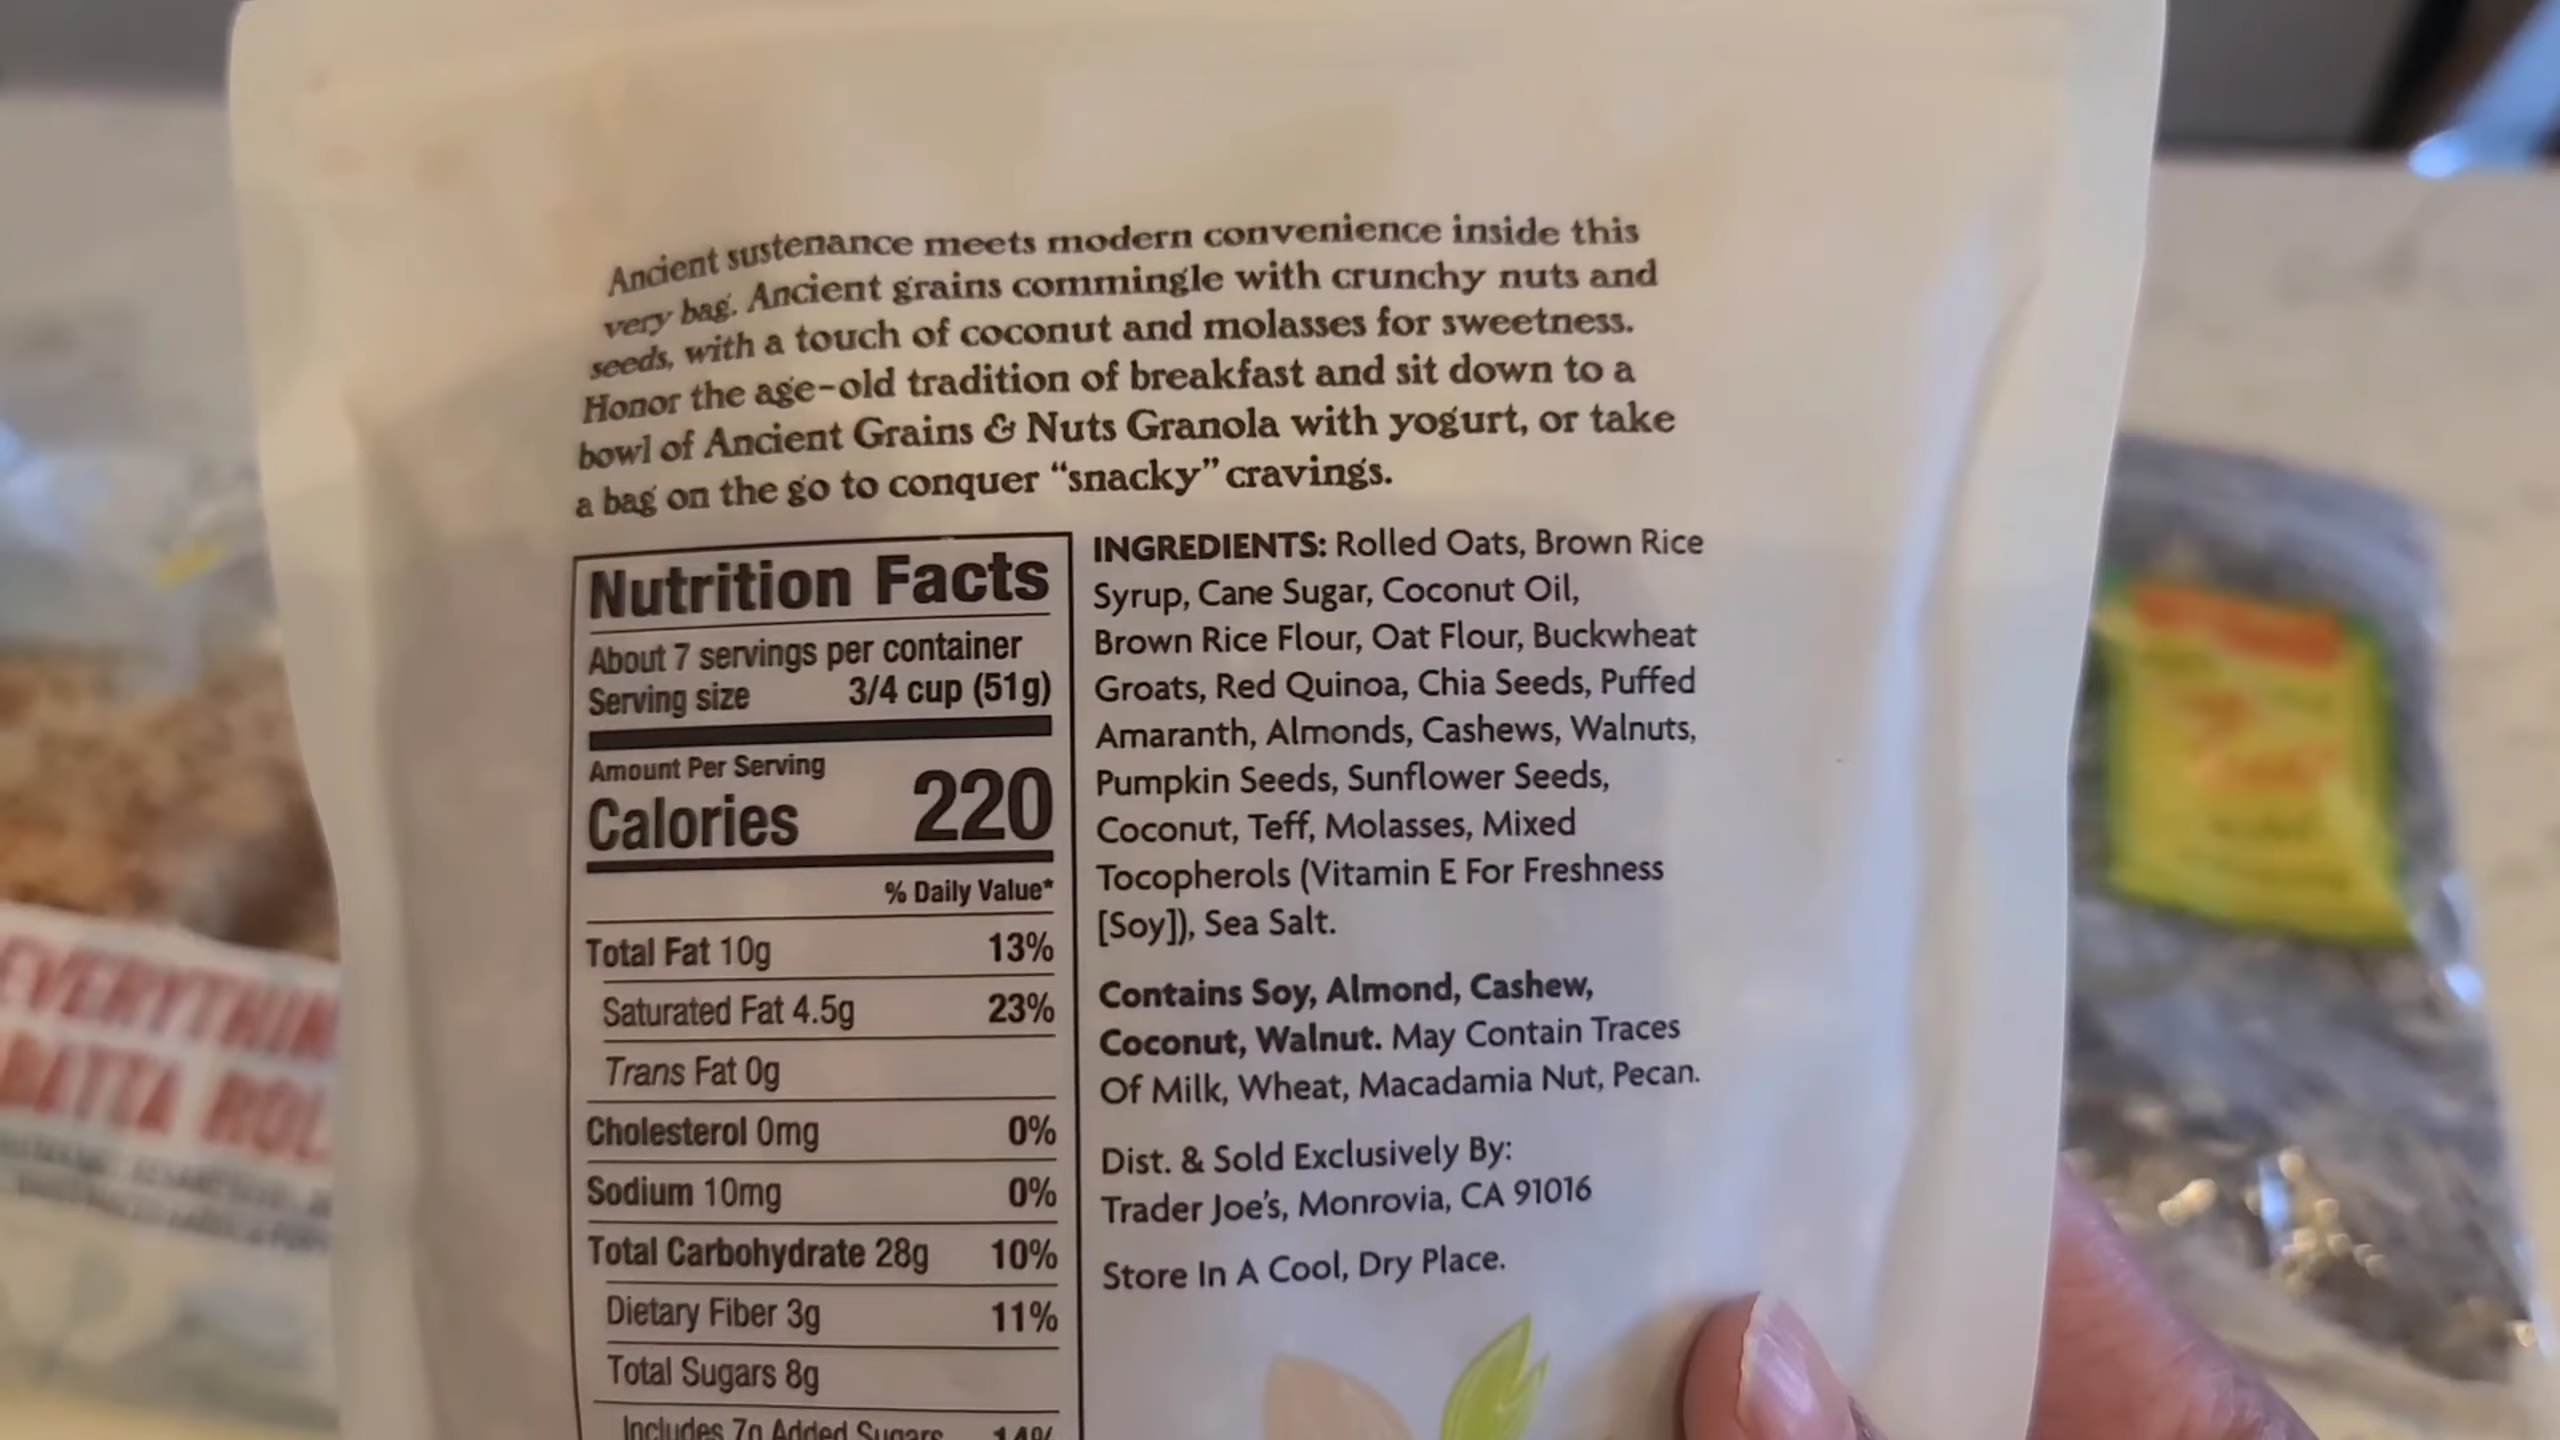 Ancient sustenance meets modern convenience inside this
very bag. Ancient grains commingle with crunchy nuts and
seeds, with a touch of coconut and molasses for sweetness.
Honor the age-old tradition of breakfast and sit down to a
bowl of Ancient Grains & Nuts Granola with yogurt, or take
a bag on the go to conquer “snacky” cravings.
Nutrition Facts
About 7 servings per container
Serving size 3/4 cup (51g)
Amount Per Serving
Calories 220
% Daily Value*
Total Fat 10g 13%
Saturated Fat 4.5g 23%
Trans Fat 0g
Cholesterol 0mg 0%
Sodium 10mg 0%
Total Carbohydrate 28g 10%
Dietary Fiber 3g 11%
Total Sugars 8g
Includes 7g Added Sugars 14%
INGREDIENTS: Rolled Oats, Brown Rice
Syrup, Cane Sugar, Coconut Oil,
Brown Rice Flour, Oat Flour, Buckwheat
Groats, Red Quinoa, Chia Seeds, Puffed
Amaranth, Almonds, Cashews, Walnuts,
Pumpkin Seeds, Sunflower Seeds,
Coconut, Teff, Molasses, Mixed
Tocopherols (Vitamin E For Freshness
[Soy]), Sea Salt.
Contains Soy, Almond, Cashew,
Coconut, Walnut. May Contain Traces
Of Milk, Wheat, Macadamia Nut, Pecan.
Dist. & Sold Exclusively By:
Trader Joe's, Monrovia, CA 91016
Store In A Cool, Dry Place.
EVERYTHIN
BATTA ROL